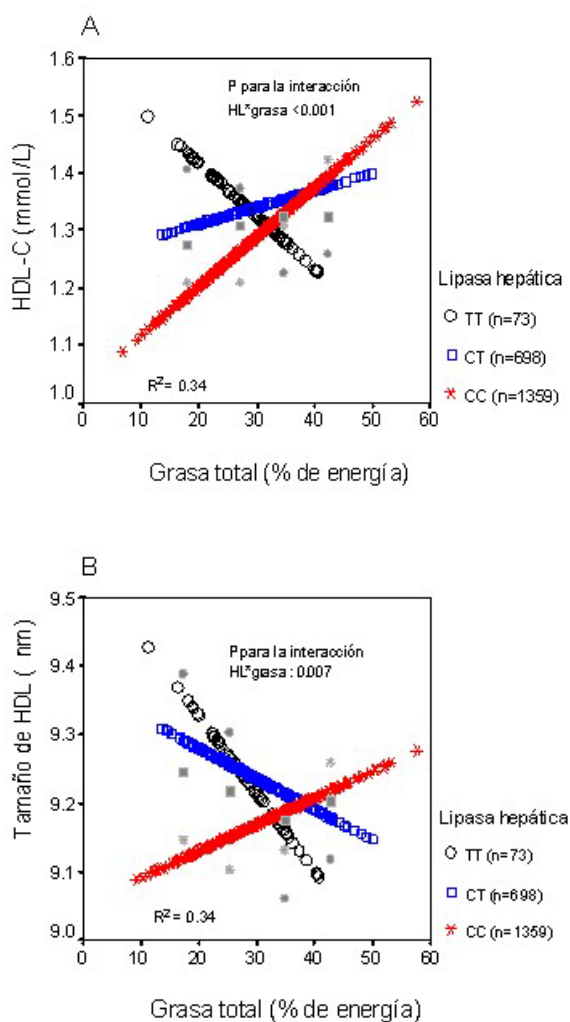 A
1.6
1.5
1.4
1.3
1.2
1.1
1.0
HDL-C (mmol/L)
P para la interacción
HL*grasa <0.001
R2 = 0.34
0 10 20 30 40 50 60
Grasa total (% de energía)
Lipasa hepática
TT (n=73)
CT (n=698)
CC (n=1359)
B
9.5
9.4
9.3
9.2
9.1
9.0
Tamaño de HDL ( nm)
P para la interacción
HL*grasa : 0.007
R2 = 0.34
0 10 20 30 40 50 60
Grasa total (% de energía)
Lipasa hepática
TT (n=73)
CT (n=698)
CC (n=1359)